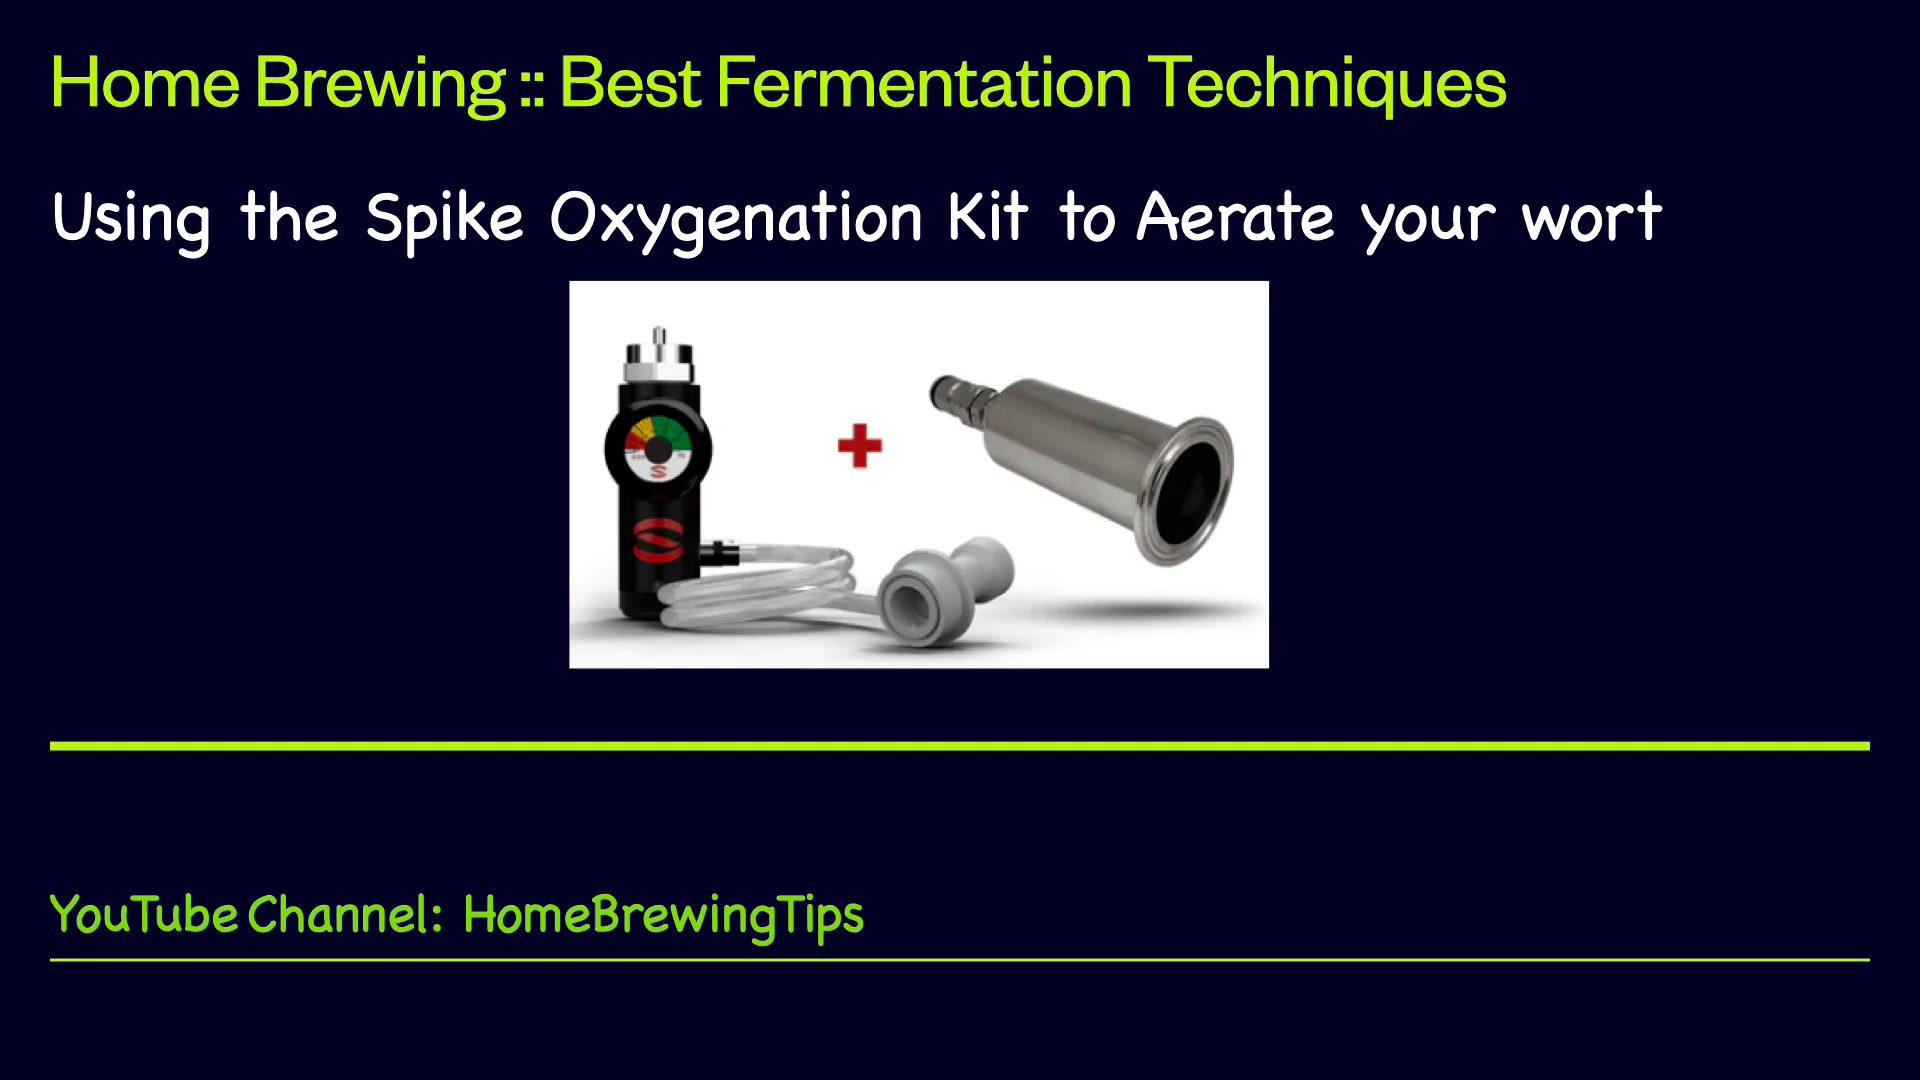 Home Brewing :: Best Fermentation Techniques
Using the Spike Oxygenation Kit to Aerate your wort
YouTube Channel: HomeBrewingTips